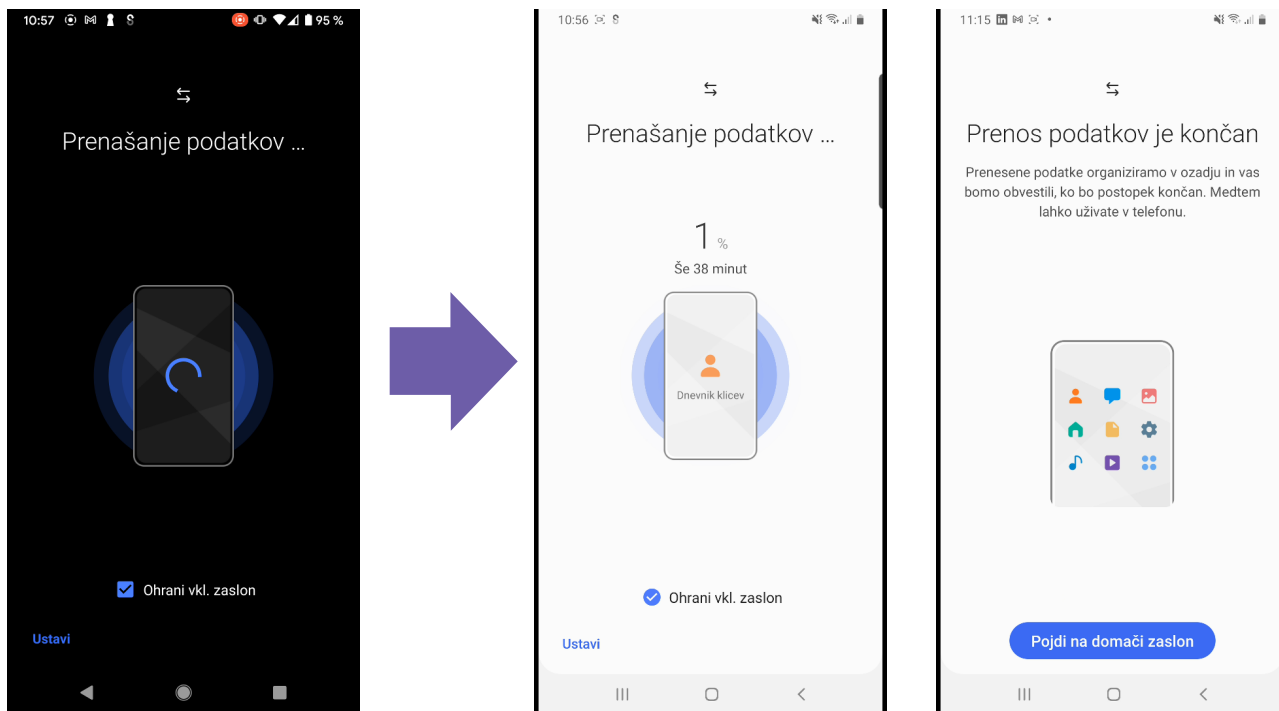 10:57
95 %
Prenašanje podatkov ...
Ohrani vkl. zaslon
Ustavi
10:56
Prenašanje podatkov ...
1 %
Še 38 minut
Dnevnik klicev
Ohrani vkl. zaslon
Ustavi
11:15
Prenos podatkov je končan
Prenesene podatke organiziramo v ozadju in vas
bomo obvestili, ko bo postopek končan. Medtem
lahko uživate v telefonu.
Pojdi na domači zaslon